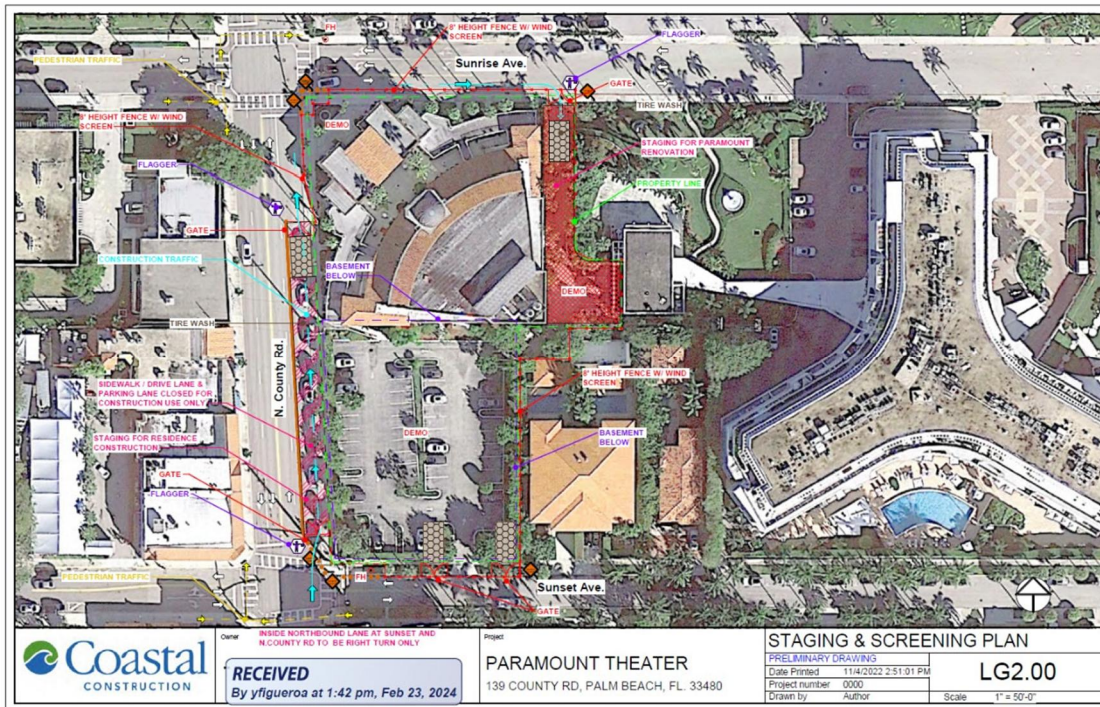 FH
8' HEIGHT FENCE W/ WIND
SCREEN
FLAGGER
PEDESTRIAN TRAFFIC
Sunrise Ave.
GATE
TIRE WASH
8' HEIGHT FENCE W/ WIND
SCREEN
DEMO
STAGING FOR PARAMOUNT
RENOVATION
FLAGGER
PROPERTY LINE
GATE
CONSTRUCTION TRAFFIC
BASEMENT
BELOW
DEMO
TIRE WASH
N. County Rd.
8' HEIGHT FENCE W/ WIND
SCREEN
SIDEWALK / DRIVE LANE &
PARKING LANE CLOSED FOR
CONSTRUCTION USE ONLY
STAGING FOR RESIDENCE
CONSTRUCTION
DEMO
BASEMENT
BELOW
GATE
FLAGGER
PEDESTRIAN TRAFFIC
FH
Sunset Ave.
GATE
Coastal
CONSTRUCTION
Owner
INSIDE NORTHBOUND LANE AT SUNSET AND
N.COUNTY RD TO BE RIGHT TURN ONLY
RECEIVED
By yfigueroa at 1:42 pm, Feb 23, 2024
Project
PARAMOUNT THEATER
139 COUNTY RD, PALM BEACH, FL. 33480
STAGING & SCREENING PLAN
PRELIMINARY DRAWING
Date Printed 11/4/2022 2:51:01 PM
Project number 0000
Drawn by Author
LG2.00
Scale 1" = 50'-0"